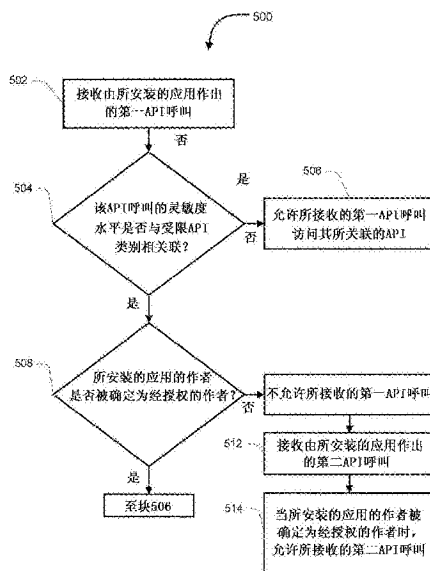 500
502
接收由所安装的应用作出
的第一API呼叫
否
504
该API呼叫的灵敏度
水平是否与受限API
类别相关联？
是
否
506
允许所接收的第一API呼叫
访问其所关联的API
是
508
所安装的应用的作者
是否被确定为经授权的作者？
否
不允许所接收的第一API呼叫
512
接收由所安装的应用作出
的第二API呼叫
是
至块506
514
当所安装的应用的作者被
确定为经授权的作者时，
允许所接收的第二API呼叫